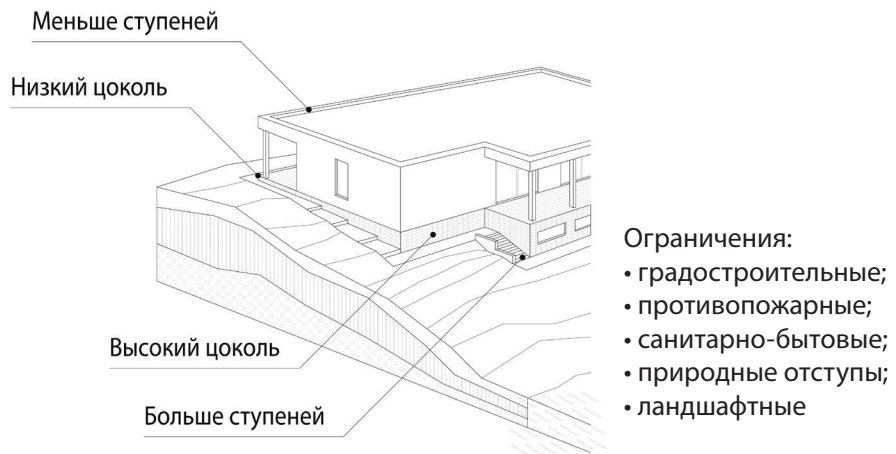 Меньше ступеней
Низкий цоколь
Высокий цоколь
Больше ступеней
Ограничения:
• градостроительные;
• противопожарные;
• санитарно-бытовые;
• природные отступы;
• ландшафтные